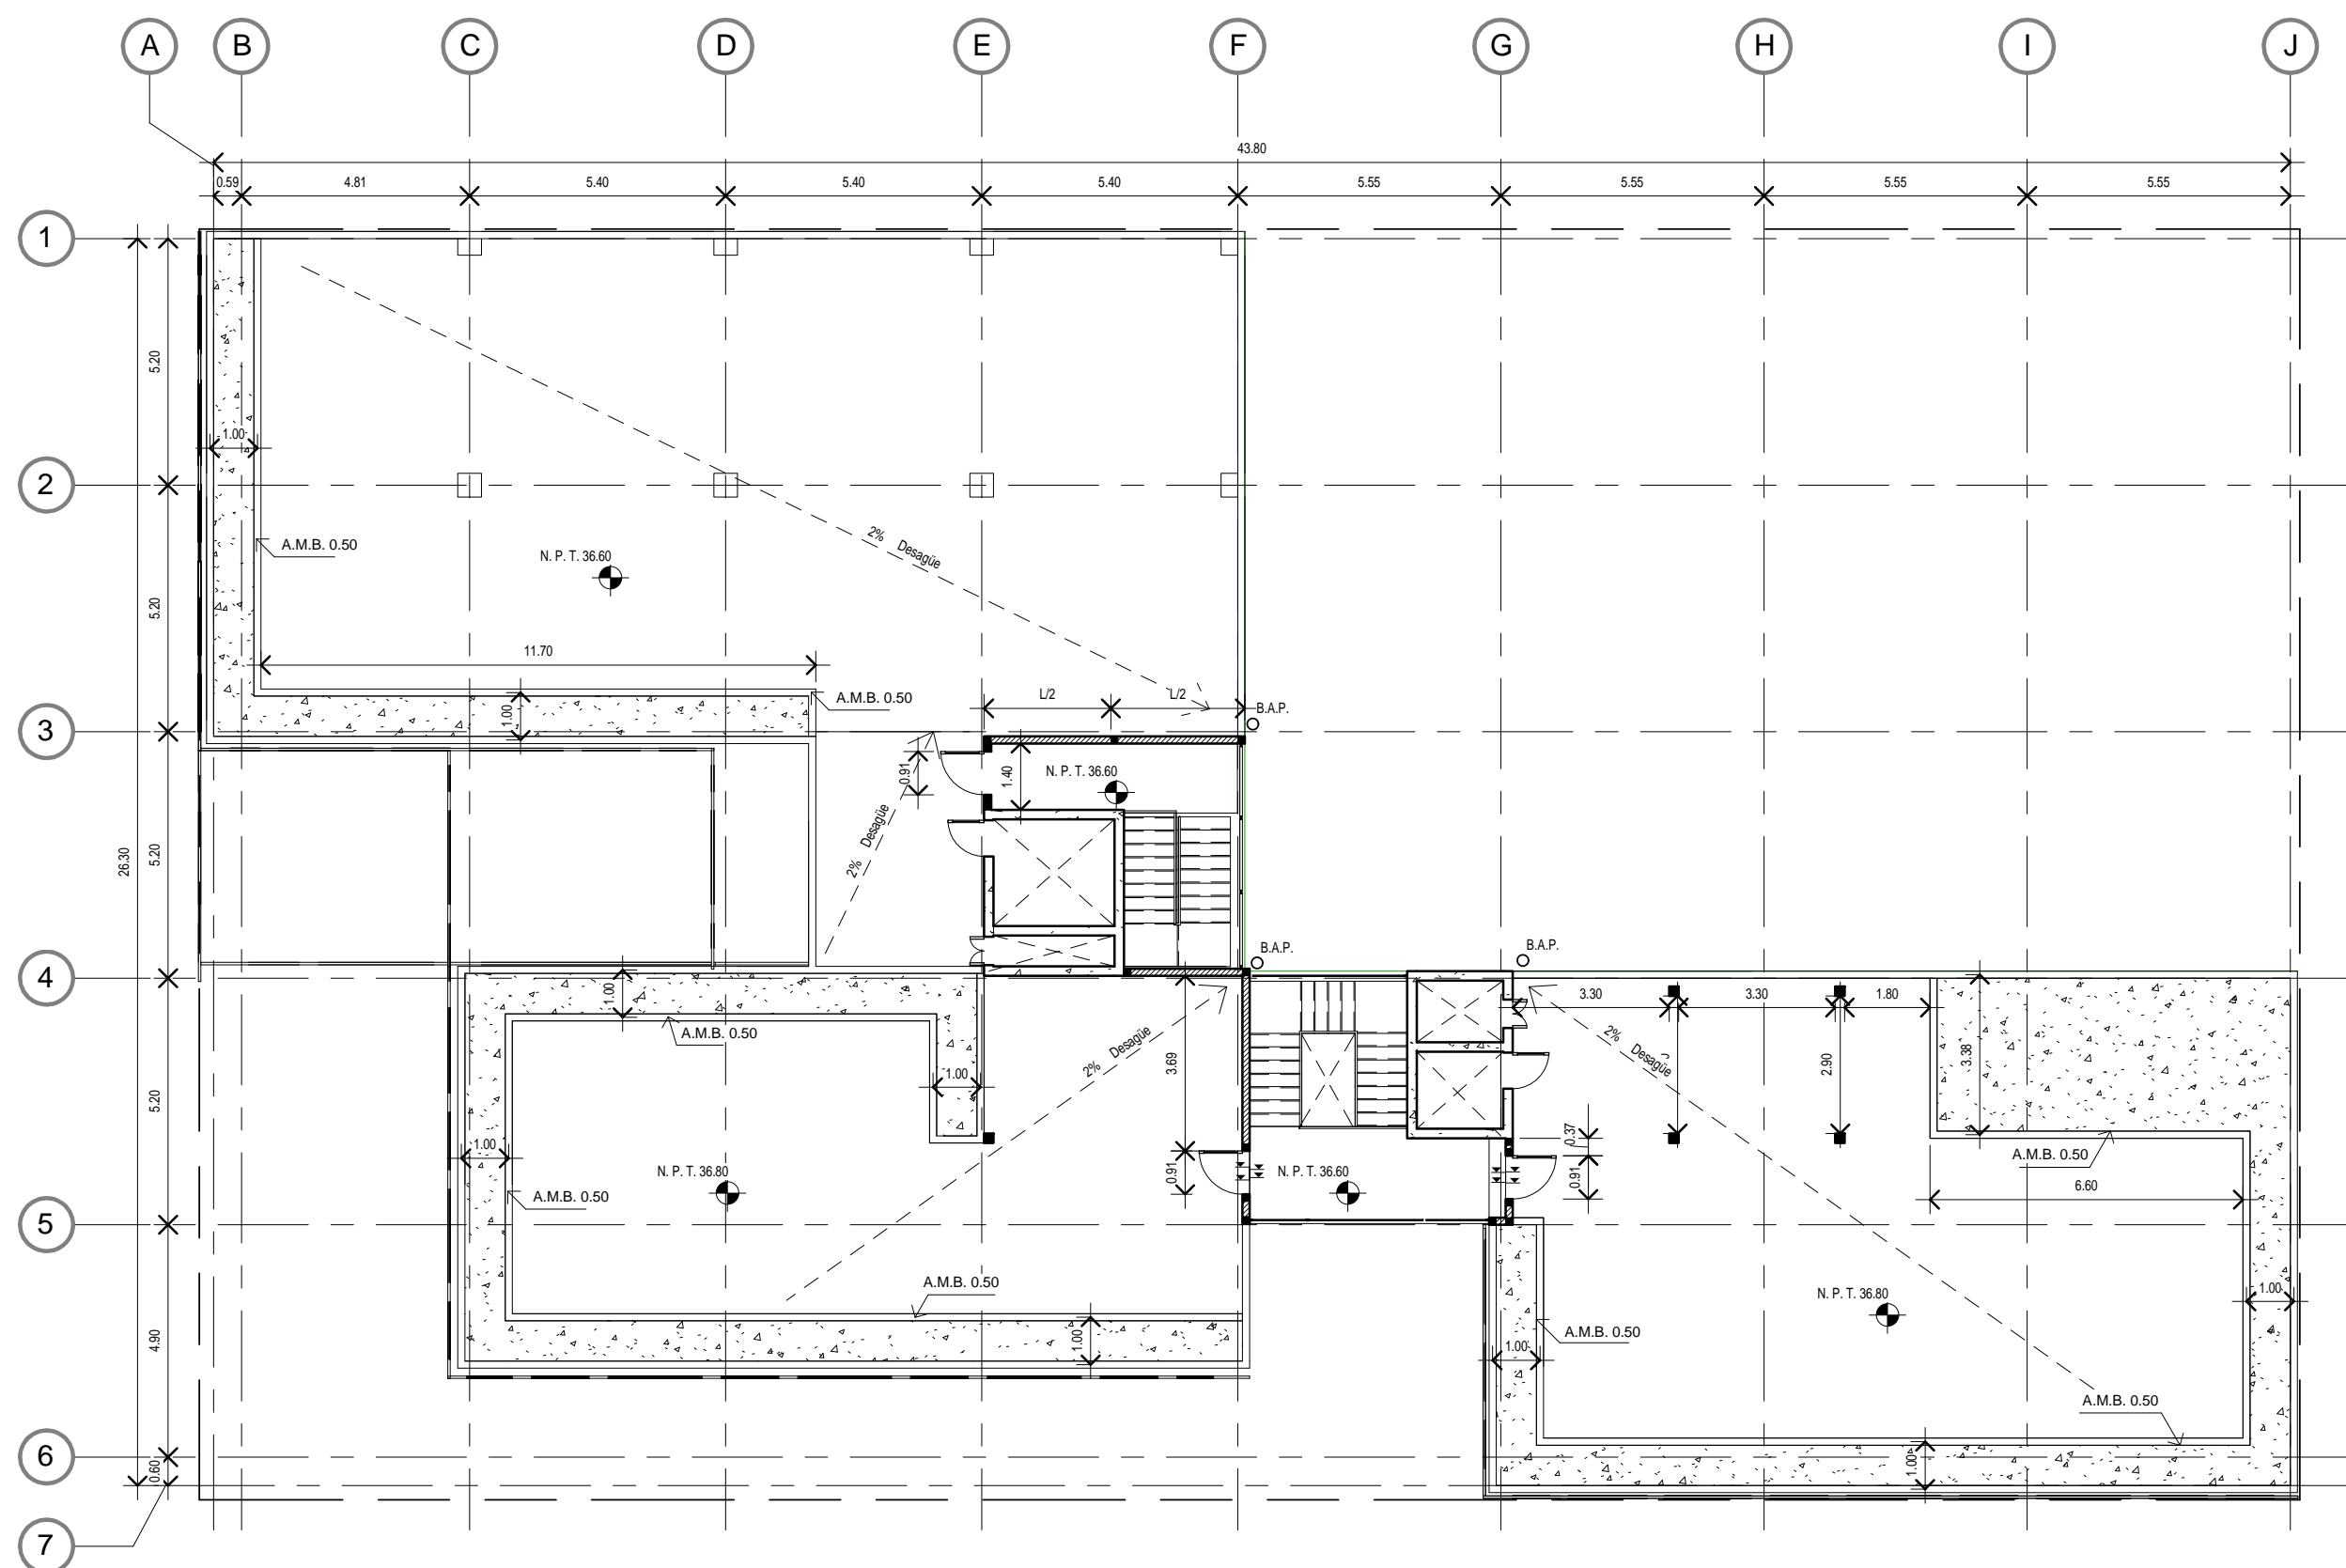 A B C D E F G H I J
43.80
0.59 4.81 5.40 5.40 5.40 5.55 5.55 5.55 5.55
1
5.20
1.00
2
A.M.B. 0.50
N. P. T. 36.60
2% Desagüe
5.20
11.70
1.00
A.M.B. 0.50
L/2 L/2
B.A.P.
3
0.91
1.40
N. P. T. 36.60
2% Desagüe
26.30
5.20
B.A.P.
B.A.P.
4
1.00
A.M.B. 0.50
1.00
2% Desagüe
3.69
3.30 3.30 1.80
2% Desagüe
2.90
3.38
5.20
1.00
A.M.B. 0.50
N. P. T. 36.80
0.91
N. P. T. 36.60
0.37
0.91
A.M.B. 0.50
6.60
5
A.M.B. 0.50
1.00
4.90
N. P. T. 36.80
1.00
A.M.B. 0.50
1.00
A.M.B. 0.50
1.00
6
0.60
7